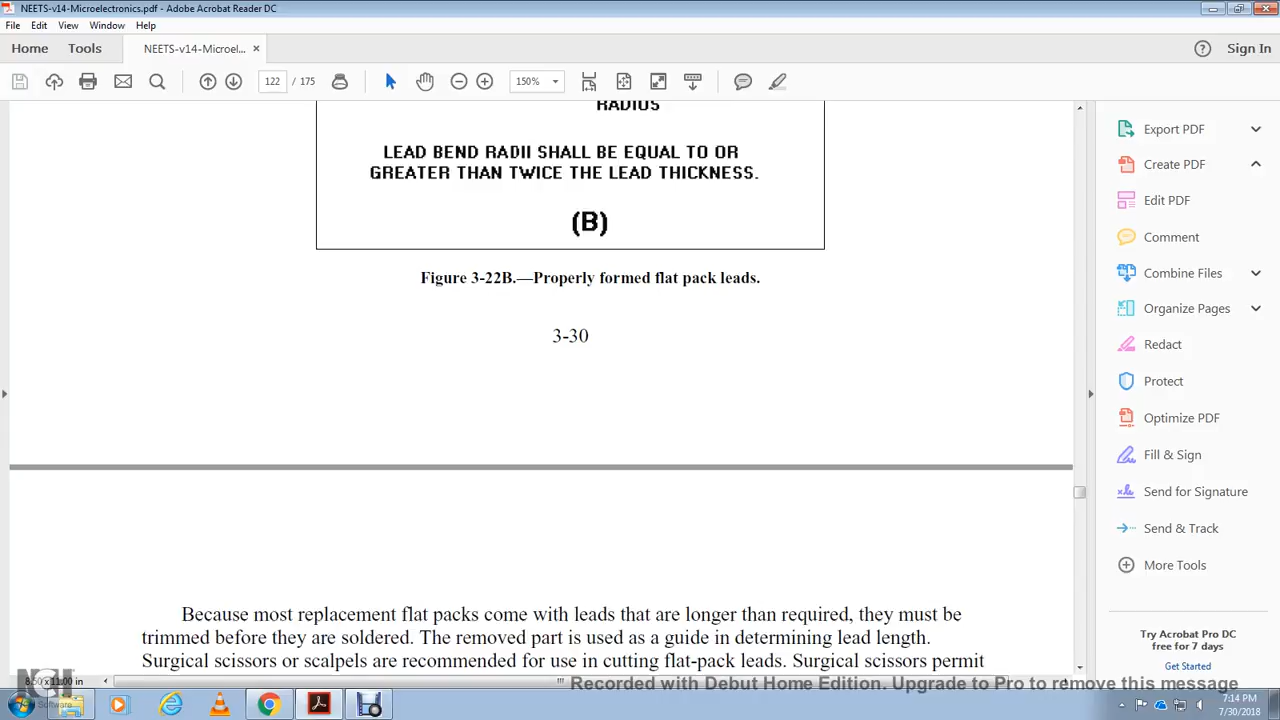 NEETS-v14-Microelectronics.pdf - Adobe Acrobat Reader DC
File Edit View Window Help
Home Tools NEETS-v14-Microel... × Sign In
122 / 175 150%
RADIUS
LEAD BEND RADII SHALL BE EQUAL TO OR
GREATER THAN TWICE THE LEAD THICKNESS.
(B)
Figure 3-22B.—Properly formed flat pack leads.
3-30
Because most replacement flat packs come with leads that are longer than required, they must be
trimmed before they are soldered. The removed part is used as a guide in determining lead length.
Surgical scissors or scalpels are recommended for use in cutting flat-pack leads. Surgical scissors permit
Export PDF
Create PDF
Edit PDF
Comment
Combine Files
Organize Pages
Redact
Protect
Optimize PDF
Fill & Sign
Send for Signature
Send & Track
More Tools
Try Acrobat Pro DC
free for 7 days
Get Started
8.50 x 11.00 in
Recorded with Debut Home Edition. Upgrade to Pro to remove this message
NCH
Software
7:14 PM
7/30/2018